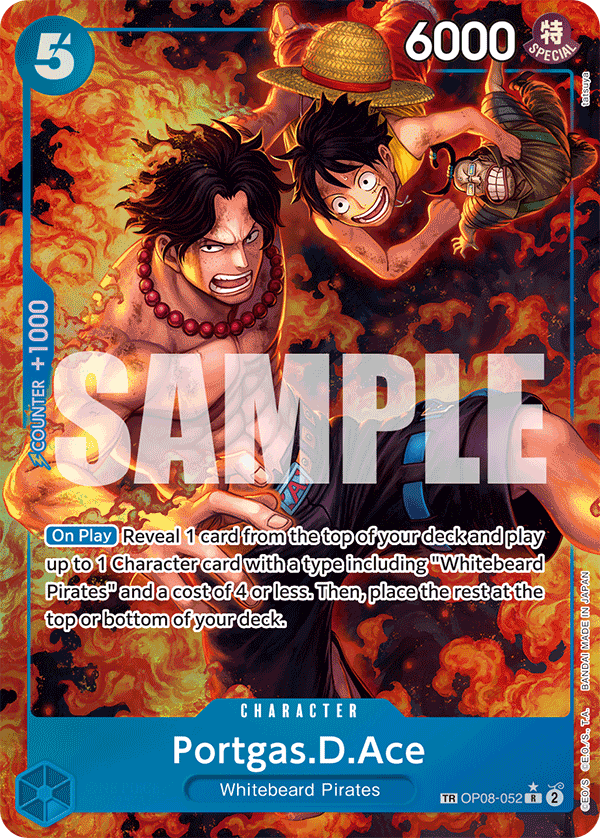 5
6000
特
SPECIAL
tatsuya
COUNTER +1000
SAMPLE
On Play Reveal 1 card from the top of your deck and play
up to 1 Character card with a type including "Whitebeard
Pirates" and a cost of 4 or less. Then, place the rest at the
top or bottom of your deck.
CHARACTER
Portgas.D.Ace
Whitebeard Pirates
TR OP08-052 R 2
©E.O/S ©E.O./S., T.A. BANDAI MADE IN JAPAN